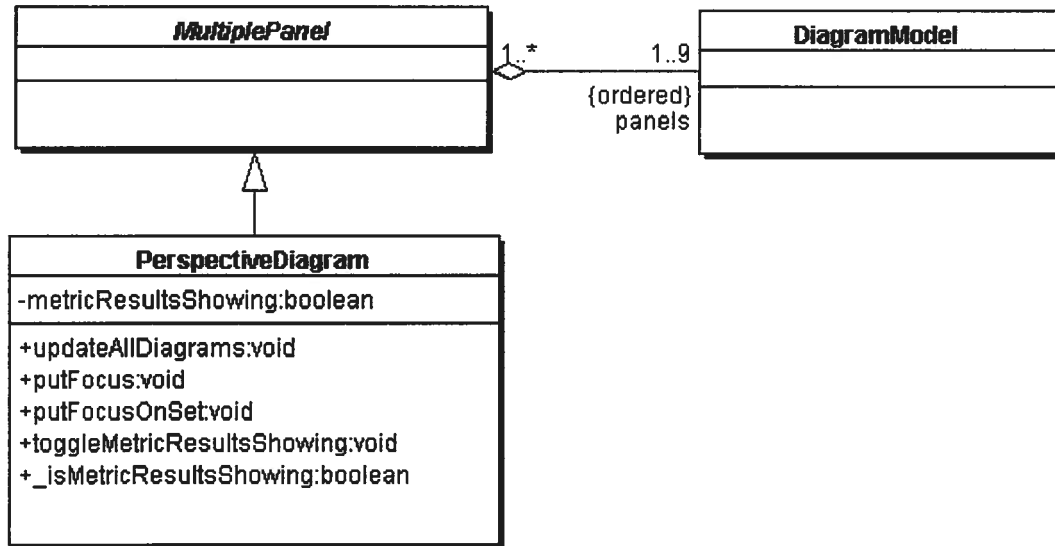 MultiplePanel
DiagramModel
1..*
1..9
{ordered}
panels
PerspectiveDiagram
-metricResultsShowing:boolean
+updateAllDiagrams:void
+putFocus:void
+putFocusOnSet:void
+toggleMetricResultsShowing:void
+_isMetricResultsShowing:boolean